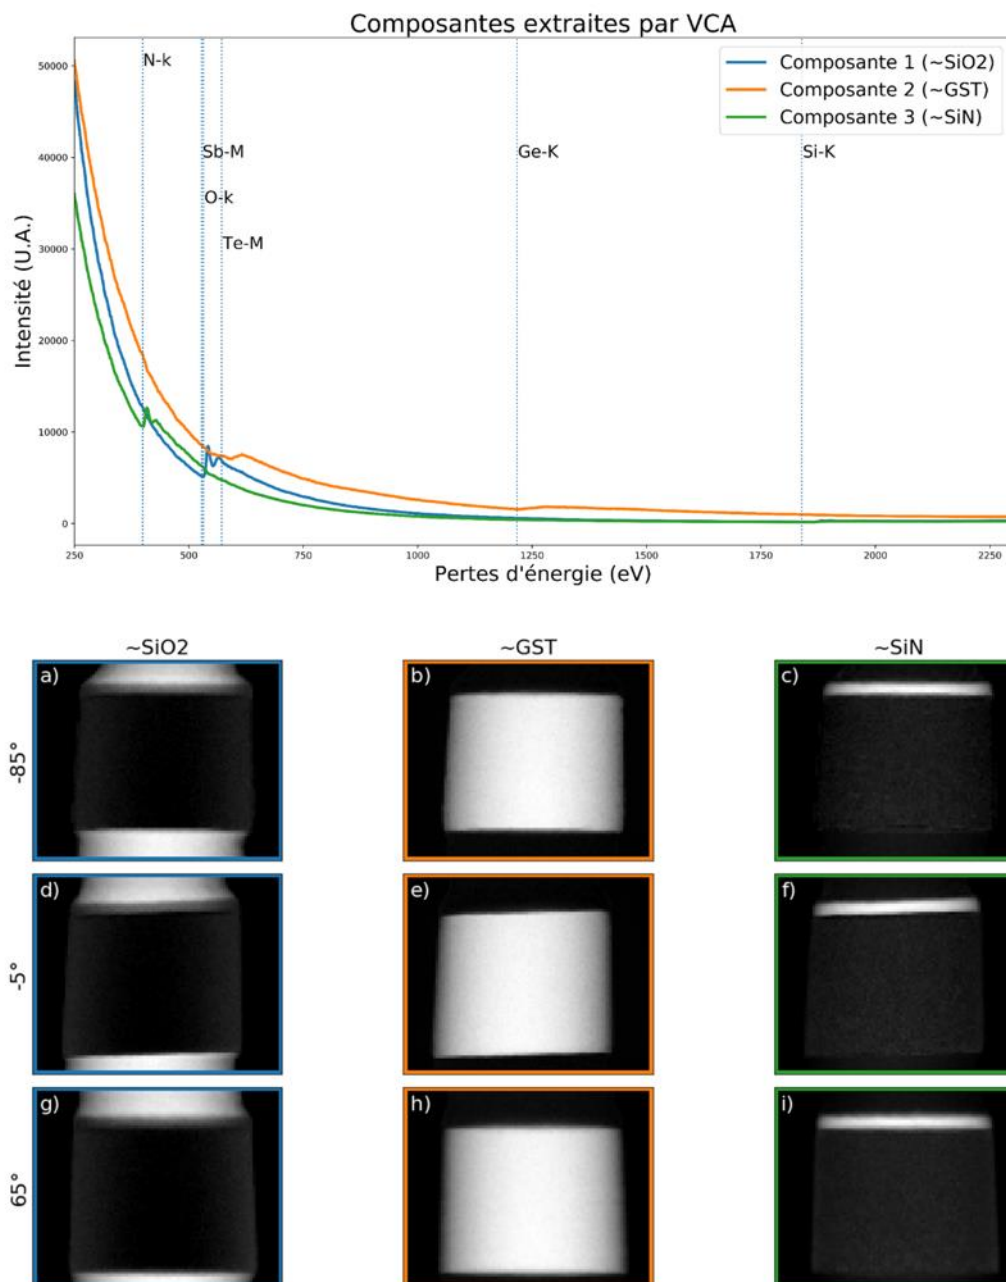 Composantes extraites par VCA
50000
40000
30000
20000
10000
0
Intensité (U.A.)
N-k
Sb-M
O-k
Te-M
Ge-K
Si-K
Composante 1 (~SiO2)
Composante 2 (~GST)
Composante 3 (~SiN)
250 500 750 1000 1250 1500 1750 2000 2250
Pertes d'énergie (eV)
~SiO2 ~GST ~SiN
-85°
a) b) c)
-5°
d) e) f)
65°
g) h) i)